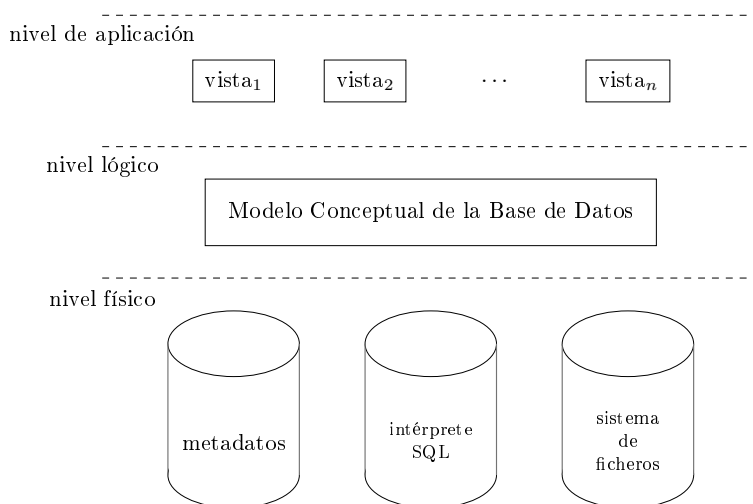 nivel de aplicación
vista₁ vista₂ ... vistaₙ
nivel lógico
Modelo Conceptual de la Base de Datos
nivel físico
metadatos
intérprete
SQL
sistema
de
ficheros